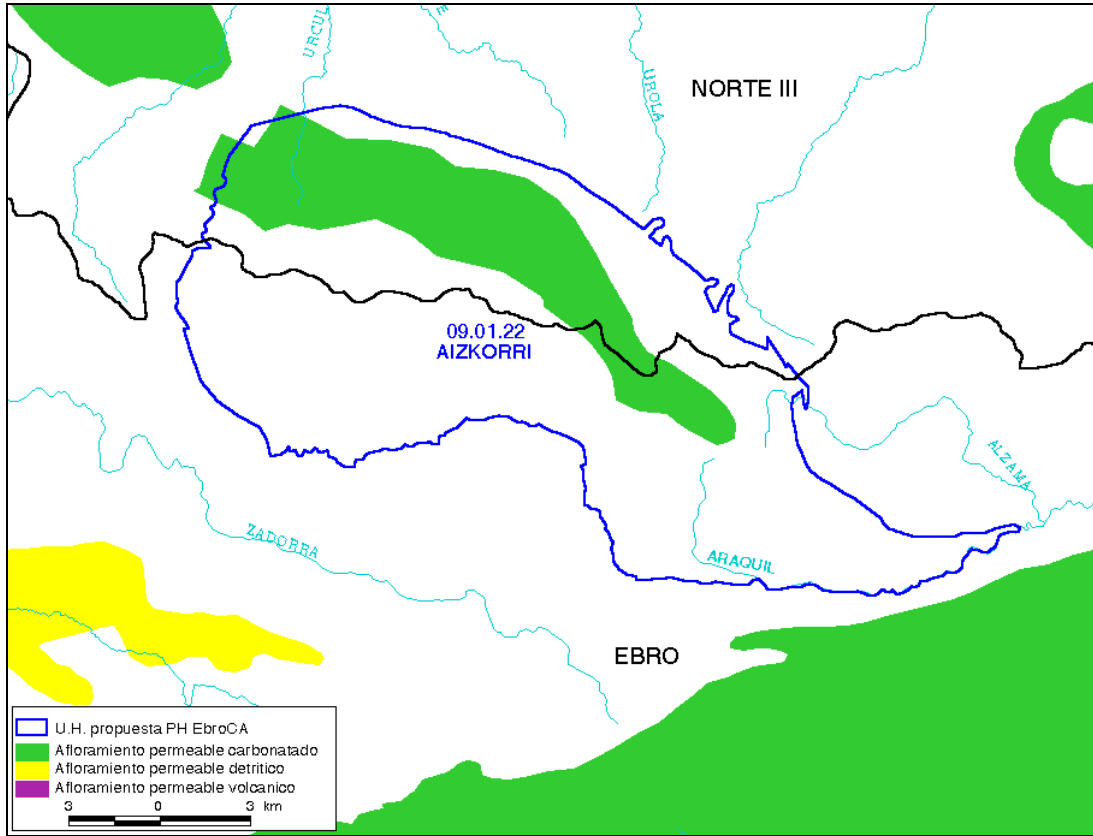 URCUL
UROLA
NORTE III
09.01.22
AIZKORRI
ALZAMA
ZADORRA
ARAQUIL
EBRO
U.H. propuesta PH EbroCA
Afloramiento permeable carbonatado
Afloramiento permeable detritico
Afloramiento permeable volcanico
3 0 3 km